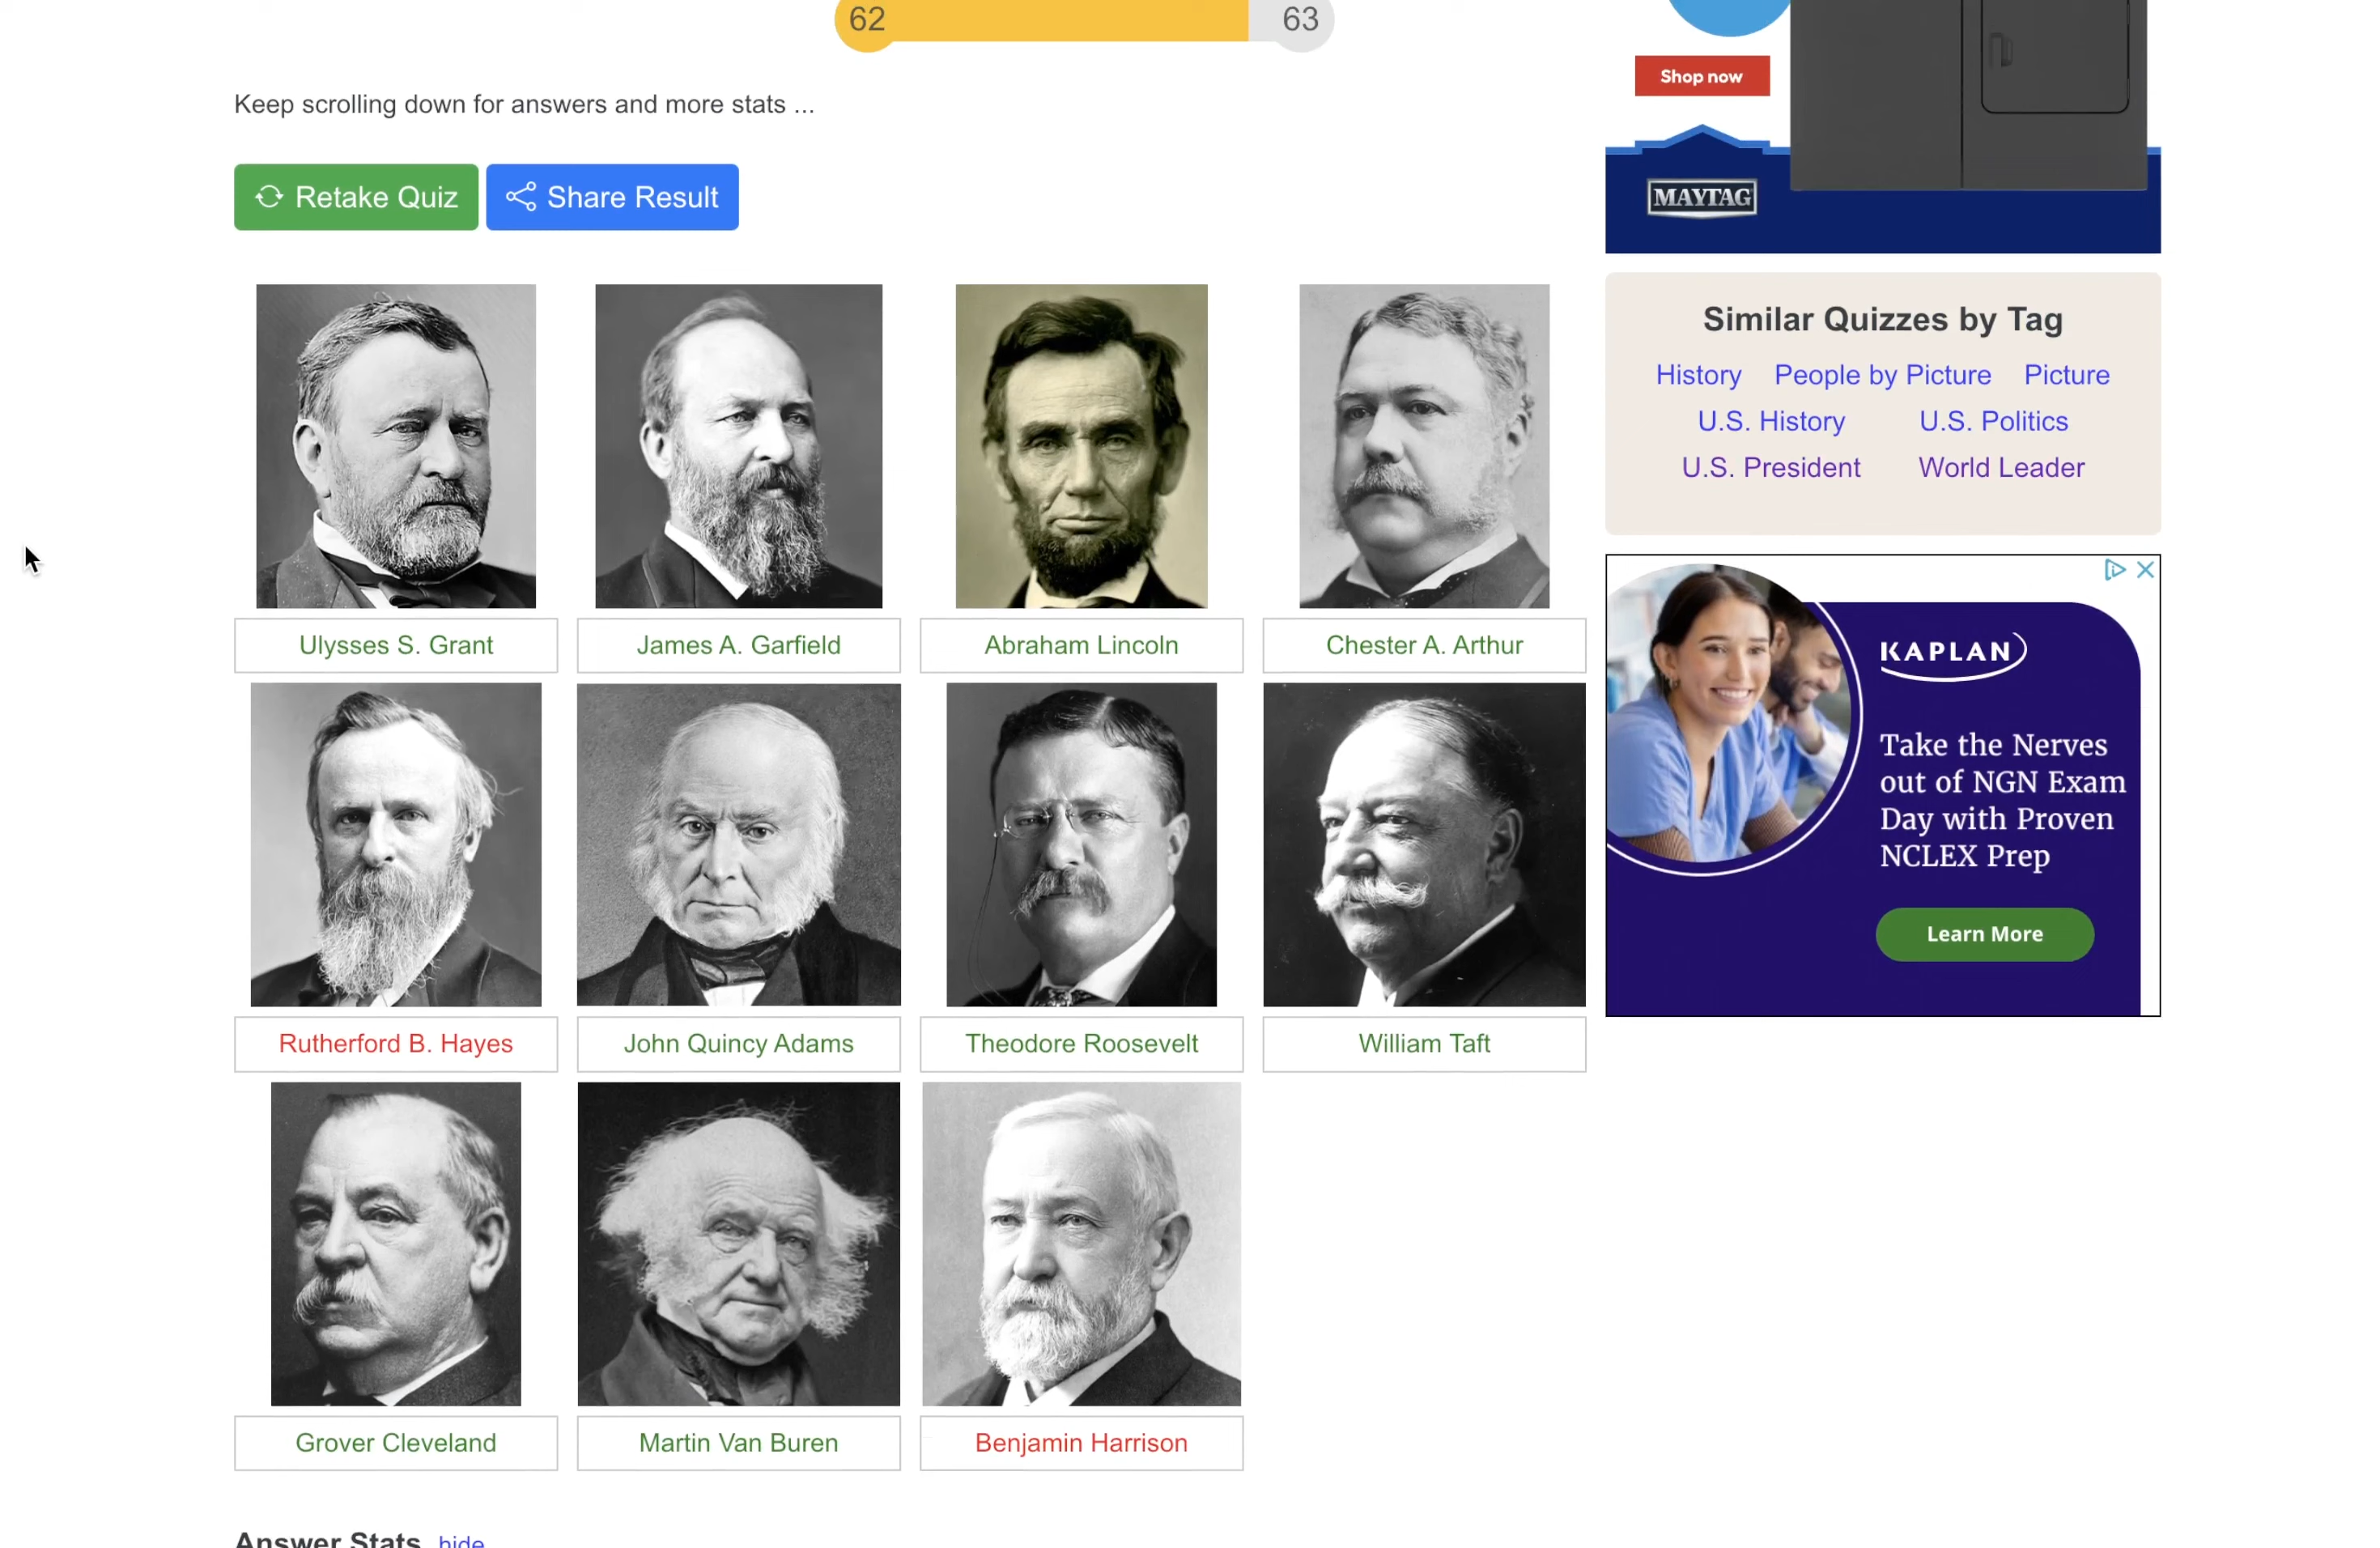 62
63
Keep scrolling down for answers and more stats ...
Retake Quiz
Share Result
Ulysses S. Grant
James A. Garfield
Abraham Lincoln
Chester A. Arthur
Rutherford B. Hayes
John Quincy Adams
Theodore Roosevelt
William Taft
Grover Cleveland
Martin Van Buren
Benjamin Harrison
Answer Stats hide
Shop now
MAYTAG
Similar Quizzes by Tag
History People by Picture Picture
U.S. History U.S. Politics
U.S. President World Leader
KAPLAN
Take the Nerves
out of NGN Exam
Day with Proven
NCLEX Prep
Learn More